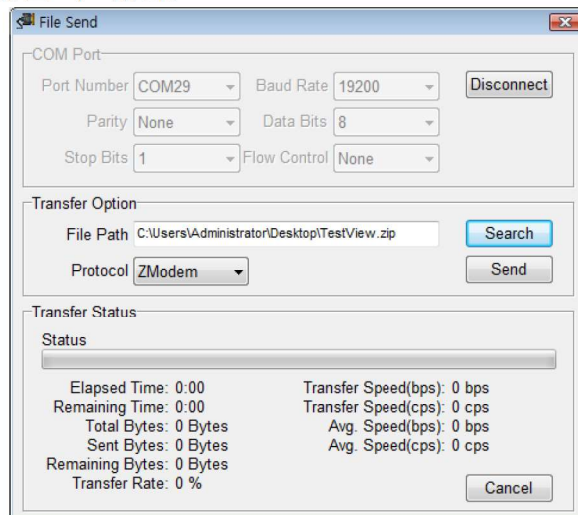 File Send
COM Port
Port Number COM29 Baud Rate 19200 Disconnect
Parity None Data Bits 8
Stop Bits 1 Flow Control None
Transfer Option
File Path C:\Users\Administrator\Desktop\TestView.zip Search
Protocol ZModem Send
Transfer Status
Status
Elapsed Time: 0:00 Transfer Speed(bps): 0 bps
Remaining Time: 0:00 Transfer Speed(cps): 0 cps
Total Bytes: 0 Bytes Avg. Speed(bps): 0 bps
Sent Bytes: 0 Bytes Avg. Speed(cps): 0 cps
Remaining Bytes: 0 Bytes
Transfer Rate: 0 %
Cancel